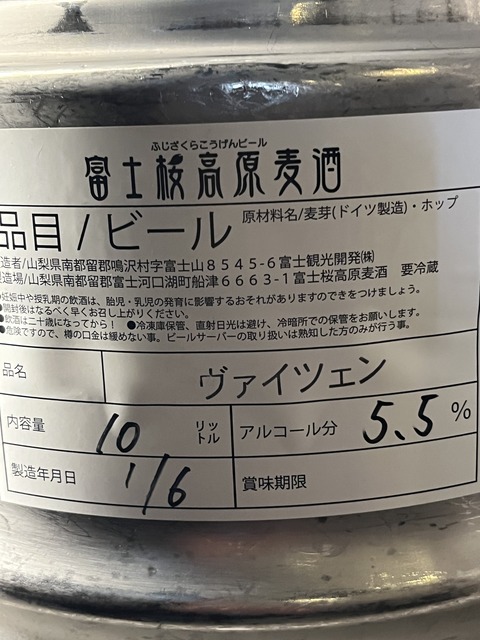 ふじざくらこうげんビール
富士桜高原麦酒
品目/ビール 原材料名/麦芽(ドイツ製造)・ホップ
造者/山梨県南都留郡鳴沢村字富士山8545-6富士観光開発㈱
造場/山梨県南都留郡富士河口湖町船津6663-1富士桜高原麦酒 要冷蔵
●妊娠中や授乳期の飲酒は、胎児・乳児の発育に影響するおそれがありますので気をつけましょう。
●開封後はなるべく早くお召し上がりください。
●飲酒は二十歳になってから! ●冷凍庫保管、直射日光は避け、冷暗所での保管をお願いします。
●危険ですので、樽の口金は緩めない事。ビールサーバーの取り扱いは熟知した方のみが行う事。
品名 ヴァイツェン
内容量 10 リットル アルコール分 5.5 %
製造年月日 1/6 賞味期限